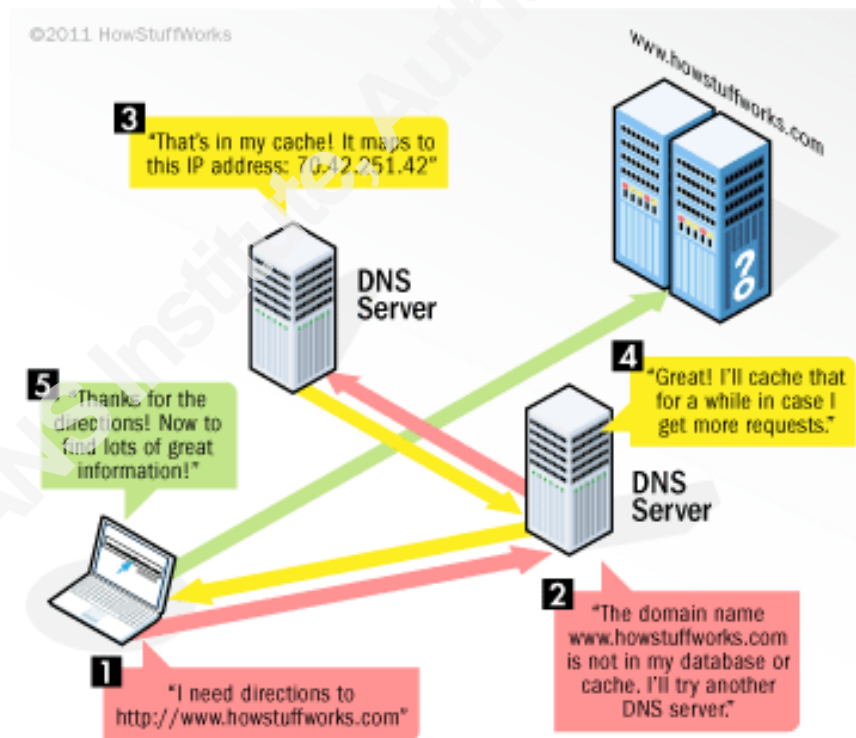 ©2011 HowStuffWorks
www.howstuffworks.com
3
"That's in my cache! It maps to
this IP address: 70.42.251.42"
DNS
Server
4
"Great! I'll cache that
for a while in case I
get more requests."
5
"Thanks for the
directions! Now to
find lots of great
information!"
DNS
Server
2
"The domain name
www.howstuffworks.com
is not in my database or
cache. I'll try another
DNS server."
1
"I need directions to
http://www.howstuffworks.com"
?
ANS Institute, Auth